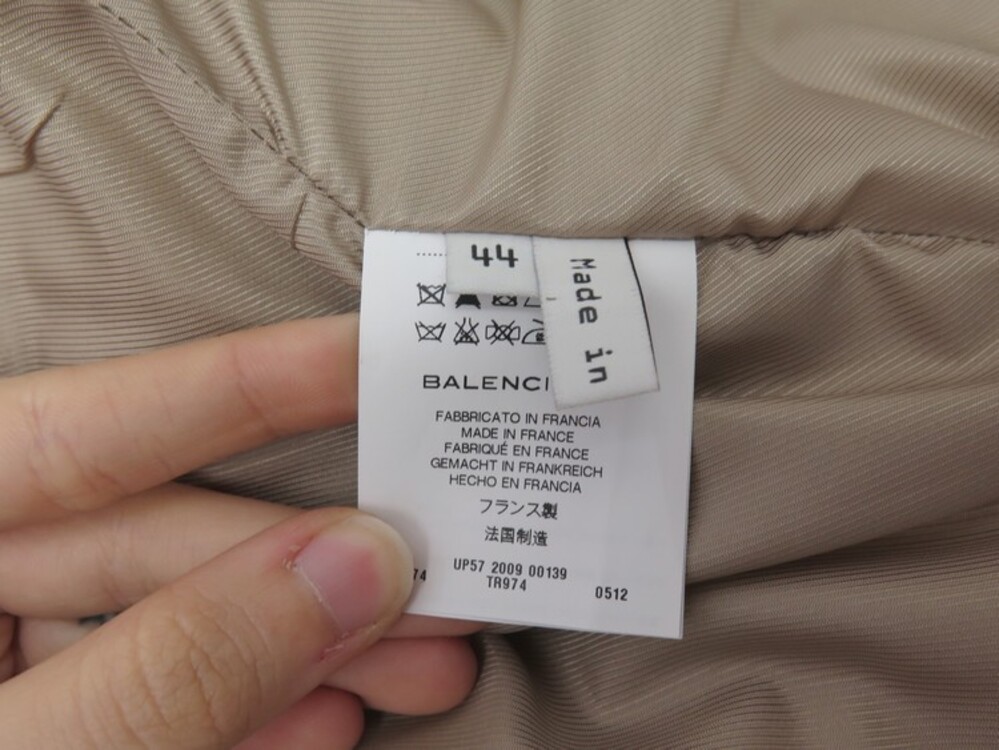 44
Made in
BALENCI
FABBRICATO IN FRANCIA
MADE IN FRANCE
FABRIQUÉ EN FRANCE
GEMACHT IN FRANKREICH
HECHO EN FRANCIA
フランス製
法国制造
74
UP57 2009 00139
TR974
0512